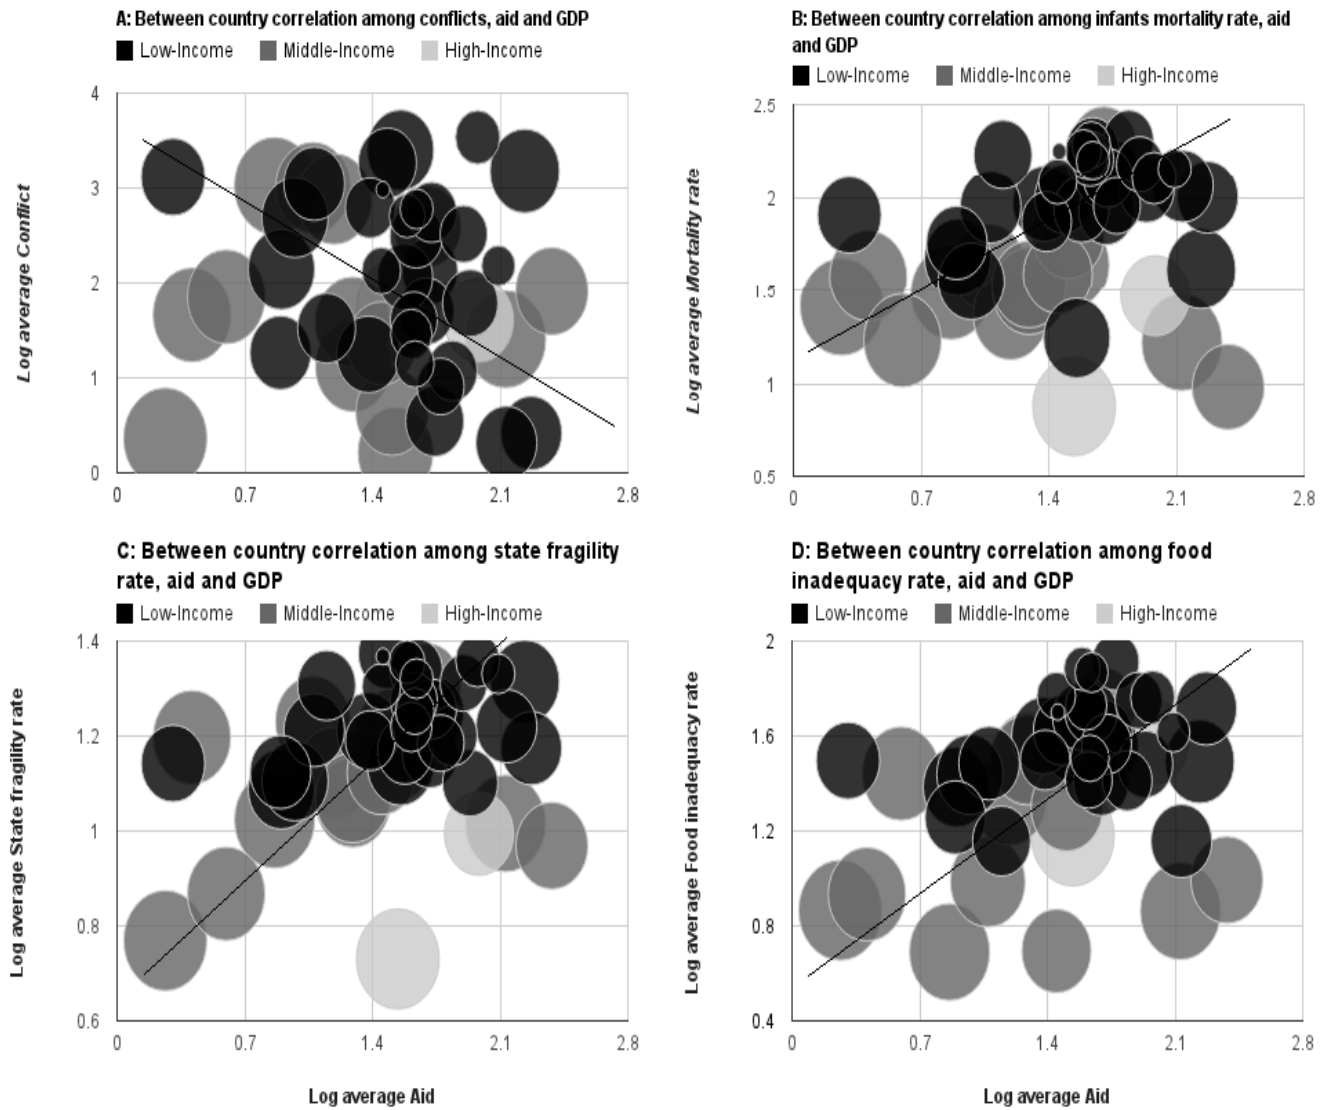 A: Between country correlation among conflicts, aid and GDP
Low-Income Middle-Income High-Income
Log average Conflict
4
3
2
1
0
0 0.7 1.4 2.1 2.8
B: Between country correlation among infants mortality rate, aid
and GDP
Low-Income Middle-Income High-Income
Log average Mortality rate
2.5
2
1.5
1
0.5
0 0.7 1.4 2.1 2.8
C: Between country correlation among state fragility
rate, aid and GDP
Low-Income Middle-Income High-Income
Log average State fragility rate
1.4
1.2
1
0.8
0.6
0 0.7 1.4 2.1 2.8
Log average Aid
D: Between country correlation among food
inadequacy rate, aid and GDP
Low-Income Middle-Income High-Income
Log average Food inadequacy rate
2
1.6
1.2
0.8
0.4
0 0.7 1.4 2.1 2.8
Log average Aid